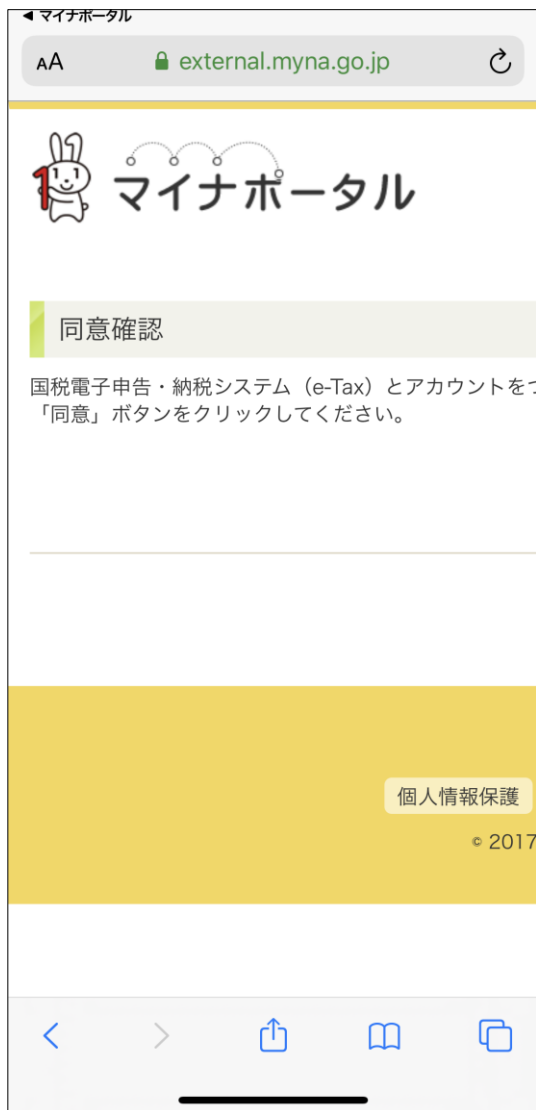 ◀ マイナポータル
AA external.myna.go.jp
1
マイナポータル
同意確認
国税電子申告・納税システム（e-Tax）とアカウントをつ
「同意」ボタンをクリックしてください。
個人情報保護
© 2017